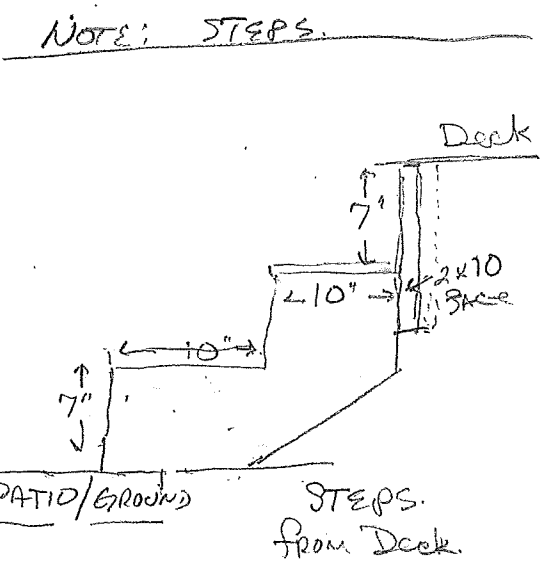 NOTE: STEPS.
Deck
7"
2x10
10"
10"
7"
PATIO/GROUND
STEPS.
from Deck.